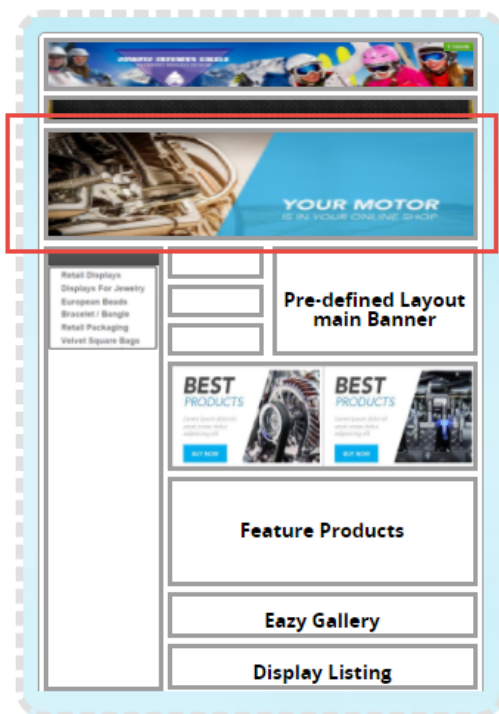 YOUR MOTOR
IS IN YOUR ONLINE SHOP
Retail Displays
Displays For Jewelry
European Beads
Bracelet / Bangle
Retail Packaging
Velvet Square Bags
Pre-defined Layout
main Banner
BEST
PRODUCTS
BUY NOW
BEST
PRODUCTS
BUY NOW
Feature Products
Eazy Gallery
Display Listing